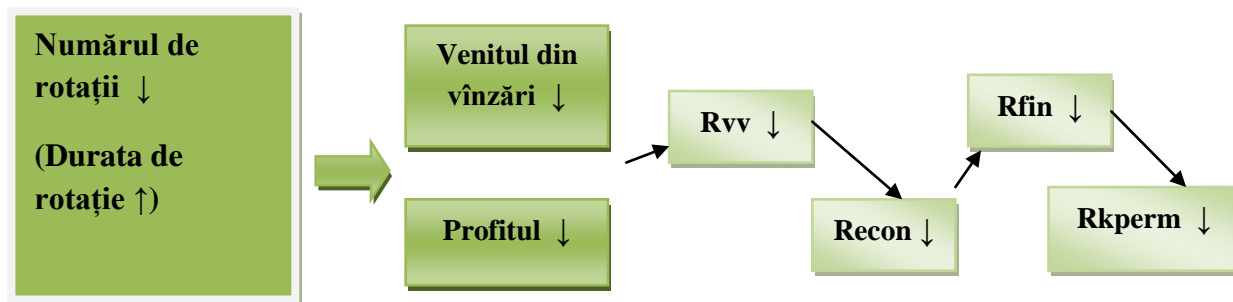 Numărul de
rotații ↓
(Durata de
rotație ↑)
Venitul din
vînzări ↓
Profitul ↓
Rvv ↓
Recon ↓
Rfin ↓
Rkperm ↓